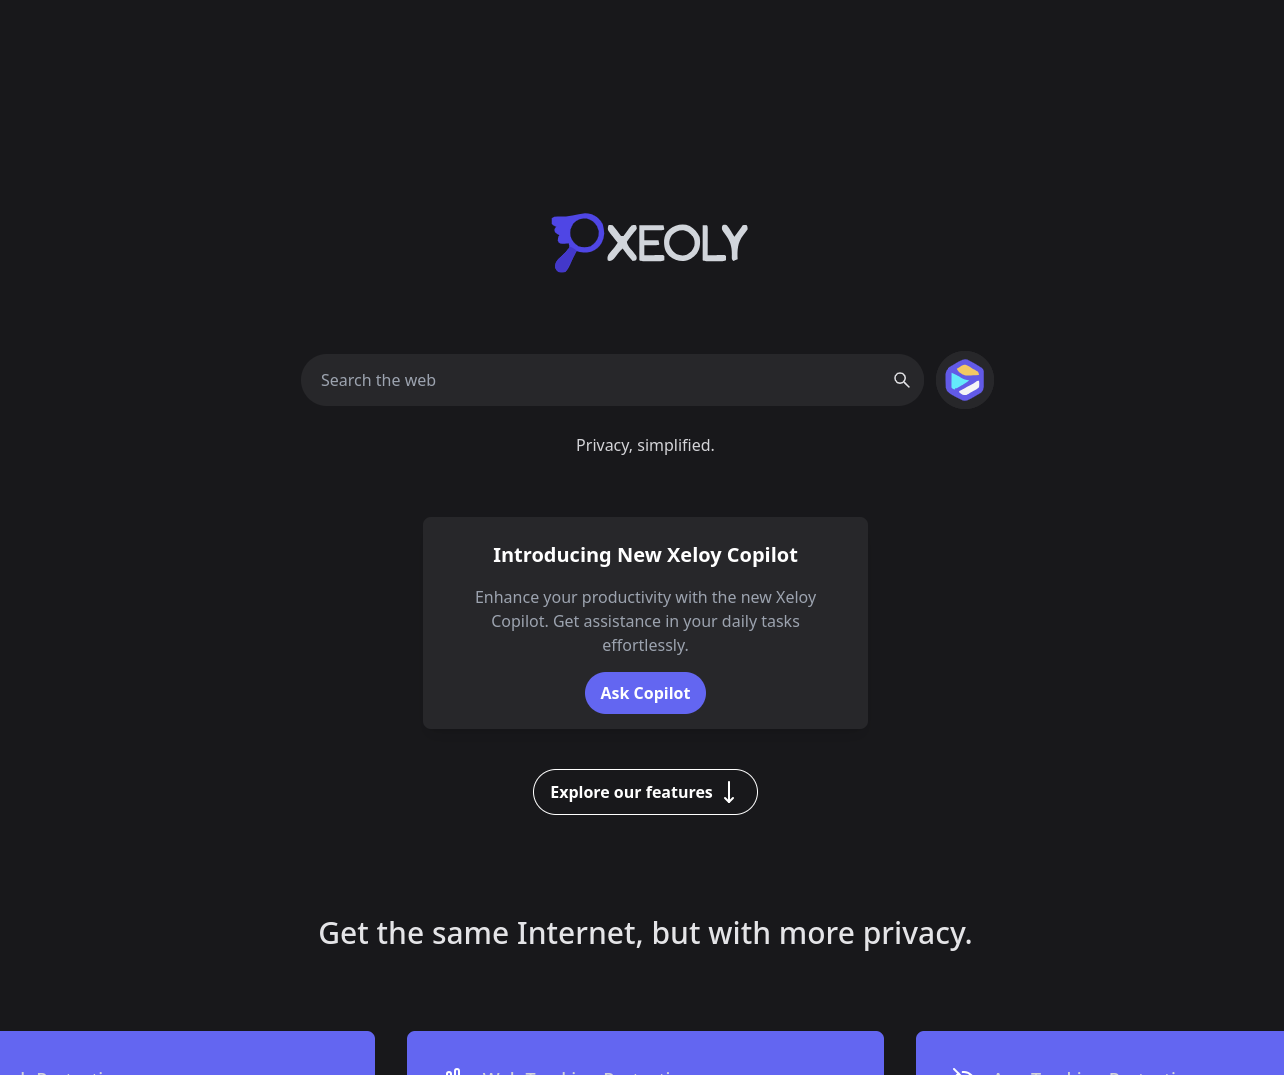 XEOLY
Search the web
Privacy, simplified.
Introducing New Xeloy Copilot
Enhance your productivity with the new Xeloy
Copilot. Get assistance in your daily tasks
effortlessly.
Ask Copilot
Explore our features
Get the same Internet, but with more privacy.
Web Tracking Protection
App Tracking Protection